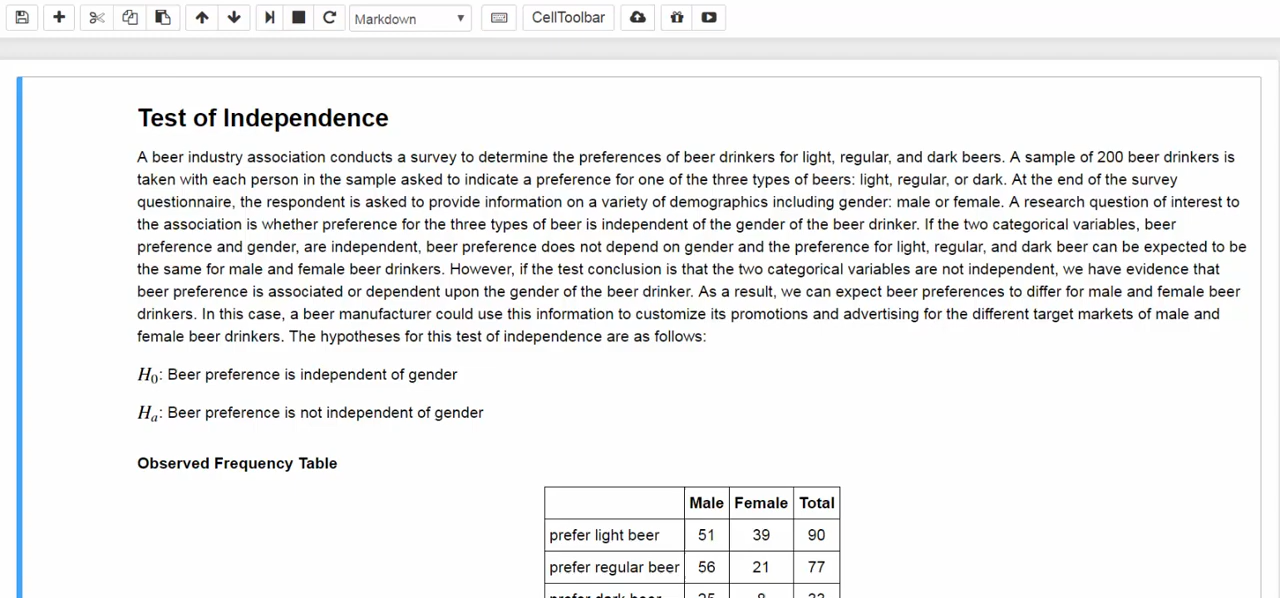 Markdown CellToolbar
Test of Independence
A beer industry association conducts a survey to determine the preferences of beer drinkers for light, regular, and dark beers. A sample of 200 beer drinkers is
taken with each person in the sample asked to indicate a preference for one of the three types of beers: light, regular, or dark. At the end of the survey
questionnaire, the respondent is asked to provide information on a variety of demographics including gender: male or female. A research question of interest to
the association is whether preference for the three types of beer is independent of the gender of the beer drinker. If the two categorical variables, beer
preference and gender, are independent, beer preference does not depend on gender and the preference for light, regular, and dark beer can be expected to be
the same for male and female beer drinkers. However, if the test conclusion is that the two categorical variables are not independent, we have evidence that
beer preference is associated or dependent upon the gender of the beer drinker. As a result, we can expect beer preferences to differ for male and female beer
drinkers. In this case, a beer manufacturer could use this information to customize its promotions and advertising for the different target markets of male and
female beer drinkers. The hypotheses for this test of independence are as follows:
H₀: Beer preference is independent of gender
Hₐ: Beer preference is not independent of gender
Observed Frequency Table
Male Female Total
prefer light beer 51 39 90
prefer regular beer 56 21 77